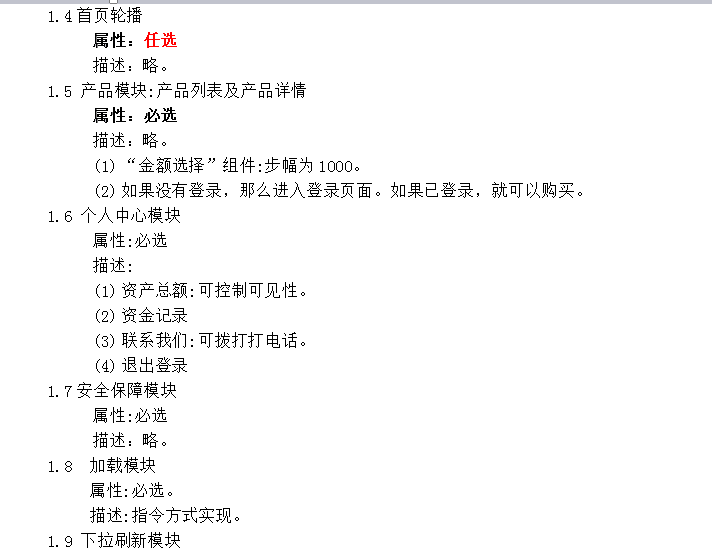 1.4首页轮播
属性：任选
描述：略。
1.5 产品模块:产品列表及产品详情
属性：必选
描述：略。
(1) “金额选择”组件:步幅为1000。
(2) 如果没有登录，那么进入登录页面。如果已登录，就可以购买。
1.6 个人中心模块
属性:必选
描述:
(1) 资产总额:可控制可见性。
(2) 资金记录
(3) 联系我们:可拨打打电话。
(4) 退出登录
1.7安全保障模块
属性:必选
描述：略。
1.8 加载模块
属性:必选。
描述:指令方式实现。
1.9 下拉刷新模块